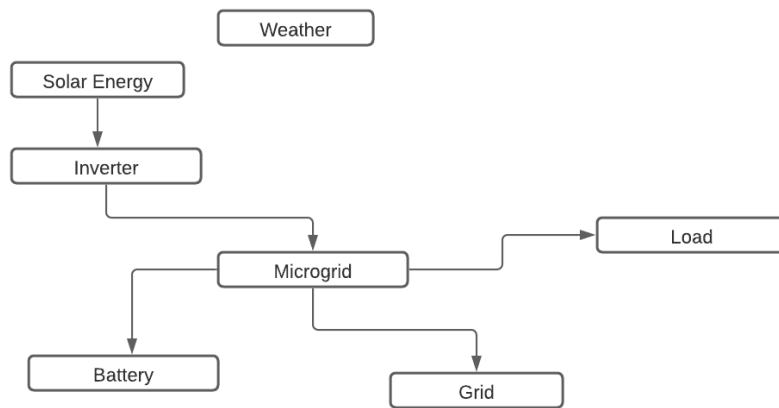 Weather
Solar Energy
Inverter
Load
Microgrid
Battery
Grid